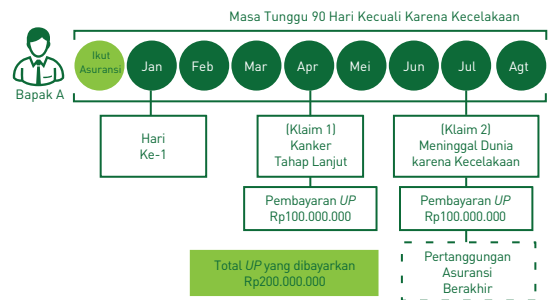 Masa Tunggu 90 Hari Kecuali Karena Kecelakaan
Ikut
Asuransi
Jan
Feb
Mar
Apr
Mei
Jun
Jul
Agt
Bapak A
Hari
Ke-1
(Klaim 1)
Kanker
Tahap Lanjut
(Klaim 2)
Meninggal Dunia
karena Kecelakaan
Pembayaran UP
Rp100.000.000
Pembayaran UP
Rp100.000.000
Total UP yang dibayarkan
Rp200.000.000
Pertanggungan
Asuransi
Berakhir